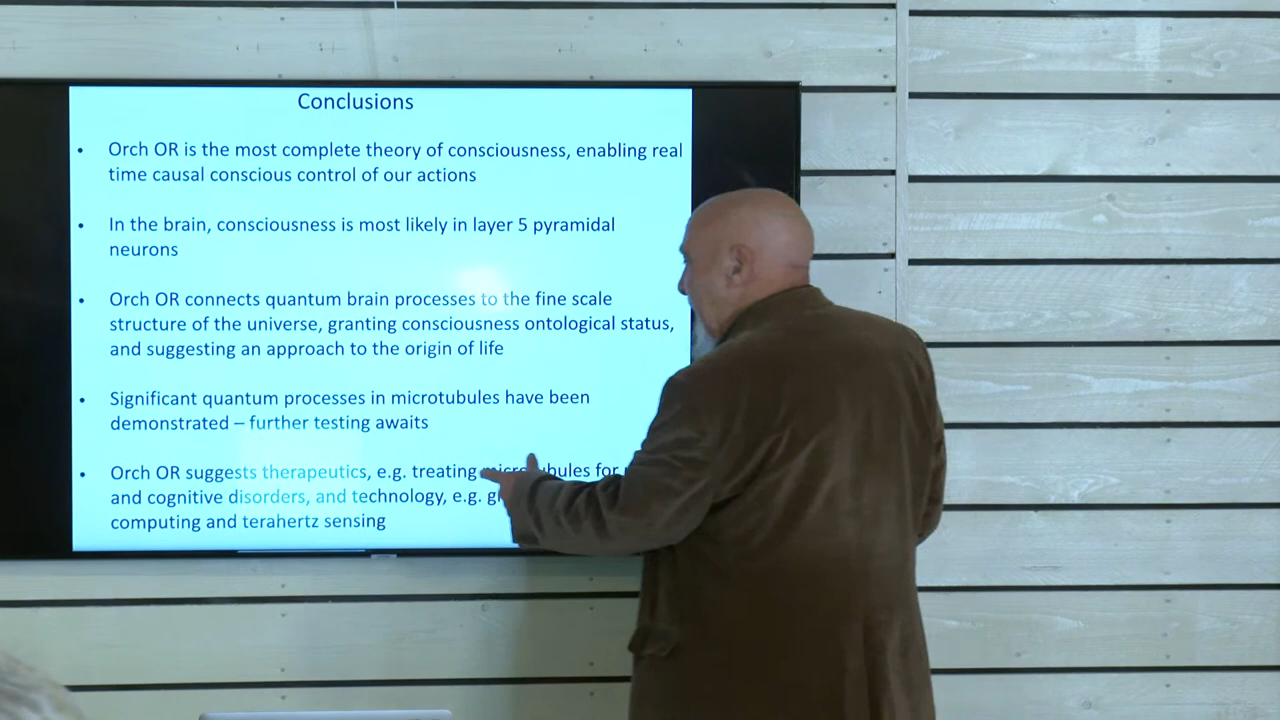 Conclusions
• Orch OR is the most complete theory of consciousness, enabling real
time causal conscious control of our actions
• In the brain, consciousness is most likely in layer 5 pyramidal
neurons
• Orch OR connects quantum brain processes to the fine scale
structure of the universe, granting consciousness ontological status,
and suggesting an approach to the origin of life
• Significant quantum processes in microtubules have been
demonstrated – further testing awaits
• Orch OR suggests therapeutics, e.g. treating microtubules for
and cognitive disorders, and technology, e.g.
computing and terahertz sensing